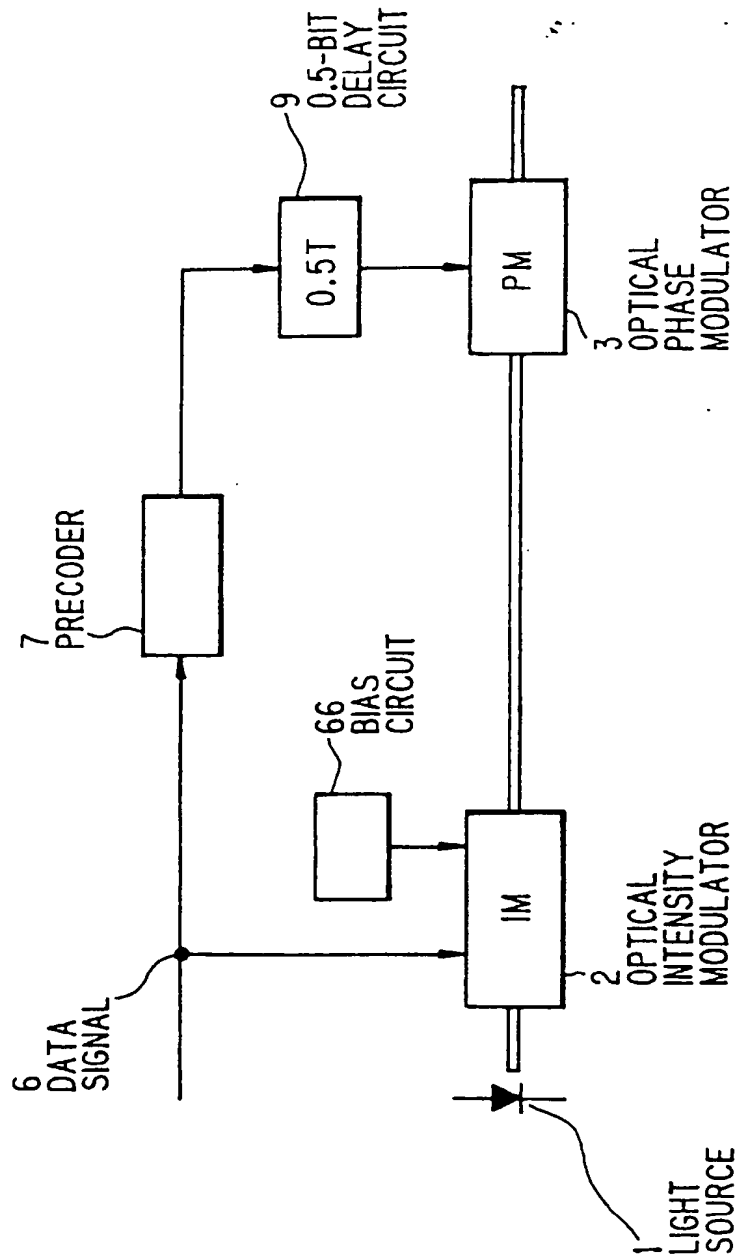 6
DATA
SIGNAL
7
PRECODER
9
0.5-BIT
DELAY
CIRCUIT
0.5T
66
BIAS
CIRCUIT
IM
PM
1
LIGHT
SOURCE
2
OPTICAL
INTENSITY
MODULATOR
3
OPTICAL
PHASE
MODULATOR